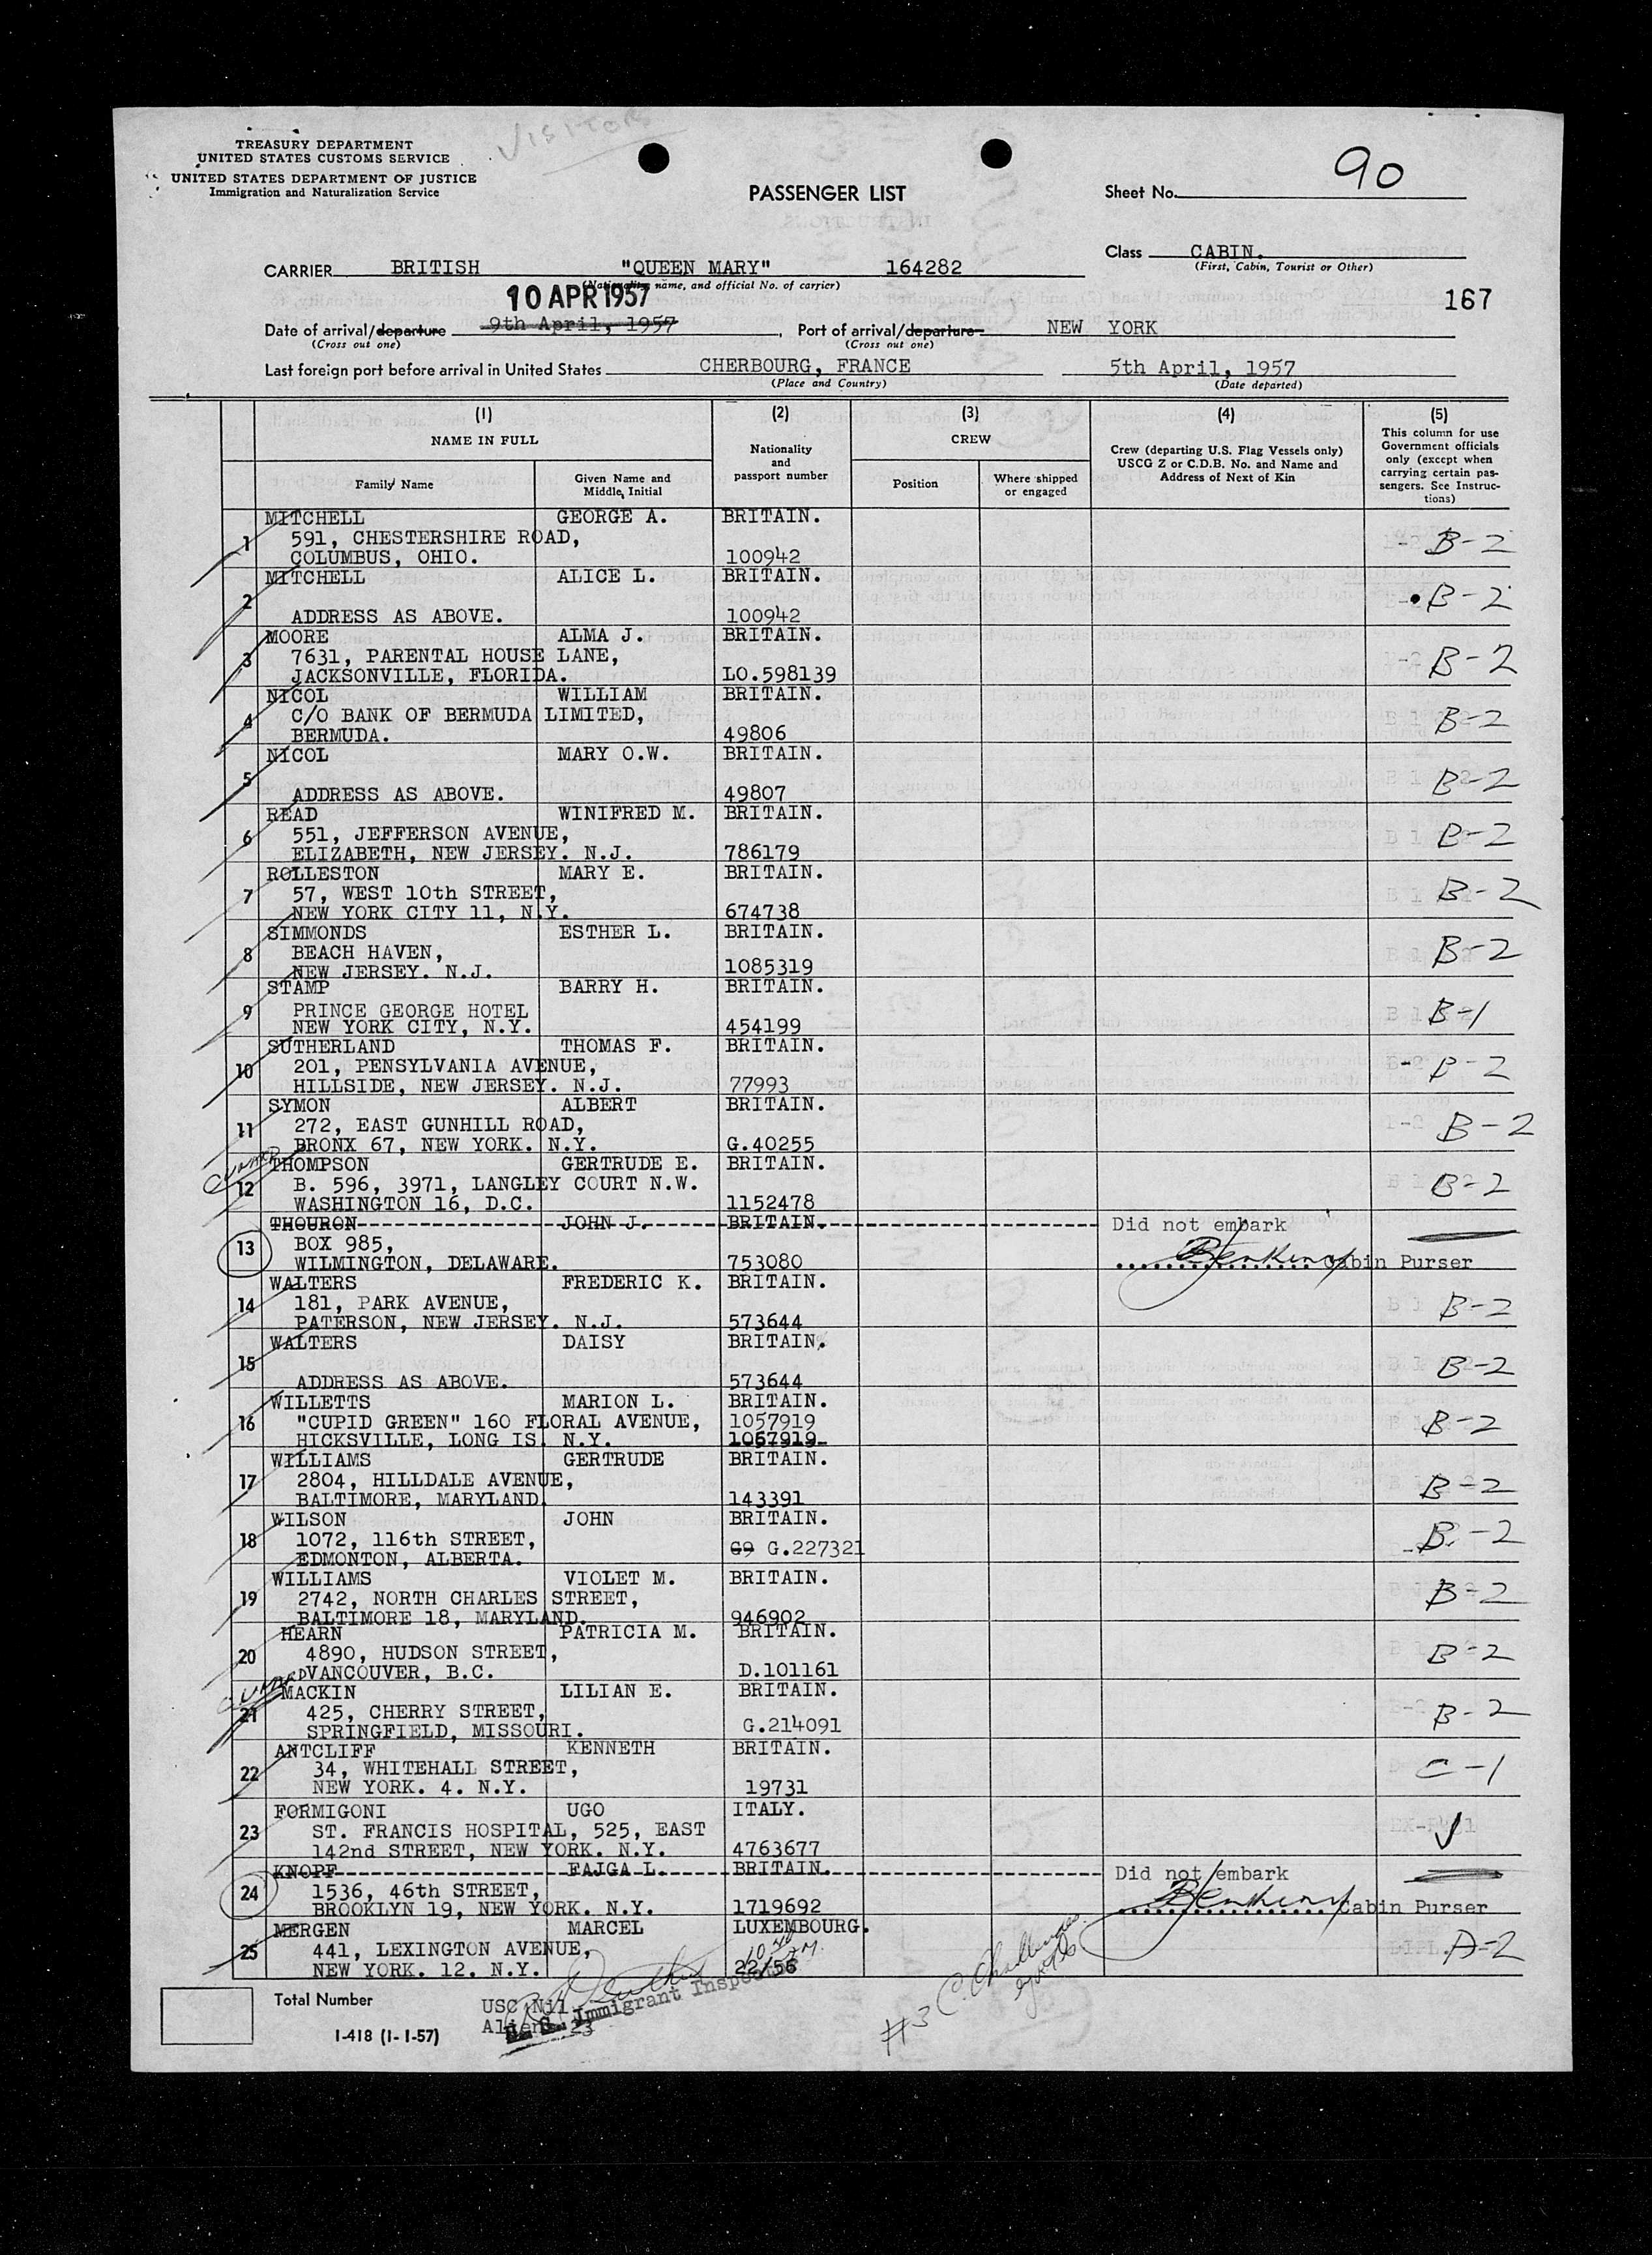 VISITOR
TREASURY DEPARTMENT
UNITED STATES CUSTOMS SERVICE
UNITED STATES DEPARTMENT OF JUSTICE
Immigration and Naturalization Service
PASSENGER LIST
Sheet No. 90
Class CABIN.
(First, Cabin, Tourist or Other)
CARRIER BRITISH "QUEEN MARY" 164282
(Nationality, name, and official No. of carrier)
10 APR 1957
167
Date of arrival/departure 9th April, 1957, Port of arrival/departure NEW YORK
(Cross out one) (Cross out one)
Last foreign port before arrival in United States CHERBOURG, FRANCE 5th April, 1957
(Place and Country) (Date departed)
(1) (2) (3) (4) (5)
NAME IN FULL
Nationality and passport number
CREW
Crew (departing U.S. Flag Vessels only) USCG Z or C.D.B. No. and Name and Address of Next of Kin
This column for use Government officials only (except when carrying certain passengers. See Instructions)
Family Name Given Name and Middle Initial Position Where shipped or engaged
1 MITCHELL GEORGE A. BRITAIN.
591, CHESTERSHIRE ROAD, B-2
COLUMBUS, OHIO. 100942
2 MITCHELL ALICE L. BRITAIN. B-2
ADDRESS AS ABOVE. 100942
3 MOORE ALMA J. BRITAIN.
7631, PARENTAL HOUSE LANE, B-2
JACKSONVILLE, FLORIDA. LO.598139
4 NICOL WILLIAM BRITAIN.
C/O BANK OF BERMUDA LIMITED, B-2
BERMUDA. 49806
5 NICOL MARY O.W. BRITAIN. B-2
ADDRESS AS ABOVE. 49807
6 READ WINIFRED M. BRITAIN.
551, JEFFERSON AVENUE, B-2
ELIZABETH, NEW JERSEY. N.J. 786179
7 ROLLESTON MARY E. BRITAIN.
57, WEST 10th STREET, B-2
NEW YORK CITY 11, N.Y. 674738
8 SIMMONDS ESTHER L. BRITAIN.
BEACH HAVEN, B-2
NEW JERSEY. N.J. 1085319
9 STAMP BARRY H. BRITAIN.
PRINCE GEORGE HOTEL B-1
NEW YORK CITY, N.Y. 454199
10 SUTHERLAND THOMAS F. BRITAIN.
201, PENSYLVANIA AVENUE, B-2
HILLSIDE, NEW JERSEY. N.J. 77993
11 SYMON ALBERT BRITAIN.
272, EAST GUNHILL ROAD, B-2
BRONX 67, NEW YORK. N.Y. G.40255
CUNARD
12 THOMPSON GERTRUDE E. BRITAIN.
B. 596, 3971, LANGLEY COURT N.W. B-2
WASHINGTON 16, D.C. 1152478
13 THOURON JOHN J. BRITAIN. Did not embark
BOX 985,
WILMINGTON, DELAWARE. 753080 Cabin Purser
14 WALTERS FREDERIC K. BRITAIN.
181, PARK AVENUE, B-2
PATERSON, NEW JERSEY. N.J. 573644
15 WALTERS DAISY BRITAIN. B-2
ADDRESS AS ABOVE. 573644
16 WILLETTS MARION L. BRITAIN.
"CUPID GREEN" 160 FLORAL AVENUE, 1057919 B-2
HICKSVILLE, LONG IS. N.Y. 1067919
17 WILLIAMS GERTRUDE BRITAIN.
2804, HILLDALE AVENUE, B-2
BALTIMORE, MARYLAND. 143391
18 WILSON JOHN BRITAIN.
1072, 116th STREET, G9 G.227321 B-2
EDMONTON, ALBERTA.
19 WILLIAMS VIOLET M. BRITAIN.
2742, NORTH CHARLES STREET, B-2
BALTIMORE 18, MARYLAND. 946902
20 HEARN PATRICIA M. BRITAIN.
4890, HUDSON STREET, B-2
VANCOUVER, B.C. D.101161
CUNARD
21 MACKIN LILIAN E. BRITAIN.
425, CHERRY STREET, B-2
SPRINGFIELD, MISSOURI. G.214091
22 ANTCLIFF KENNETH BRITAIN.
34, WHITEHALL STREET, C-1
NEW YORK. 4. N.Y. 19731
23 FORMIGONI UGO ITALY.
ST. FRANCIS HOSPITAL, 525, EAST
142nd STREET, NEW YORK. N.Y. 4763677
24 KNOPF FAJGA L. BRITAIN. Did not embark
1536, 46th STREET,
BROOKLYN 19, NEW YORK. N.Y. 1719692 Cabin Purser
25 MERGEN MARCEL LUXEMBOURG.
441, LEXINGTON AVENUE, A-2
NEW YORK. 12. N.Y. 22/56
Total Number
USC Nil.
Aliens 23
U. S. Immigrant Inspector
#3
I-418 (1-1-57)